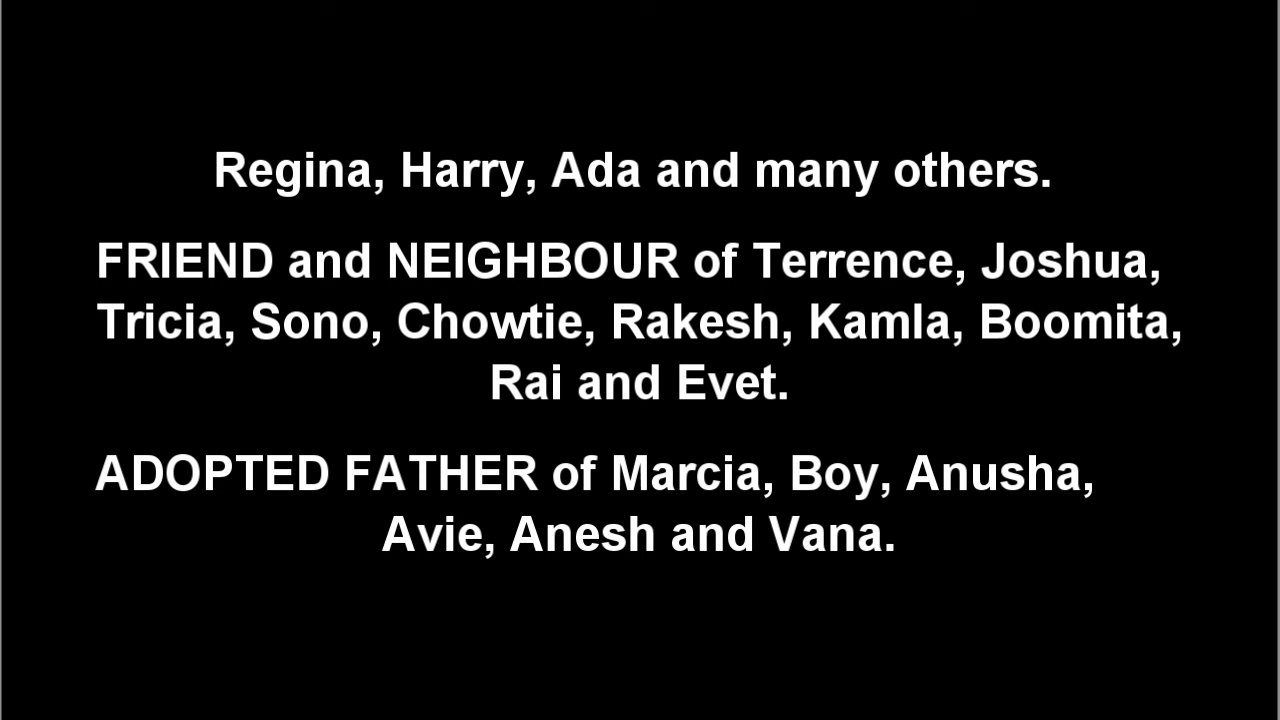 Regina, Harry, Ada and many others.
FRIEND and NEIGHBOUR of Terrence, Joshua,
Tricia, Sono, Chowtie, Rakesh, Kamla, Boomita,
Rai and Evet.
ADOPTED FATHER of Marcia, Boy, Anusha,
Avie, Anesh and Vana.